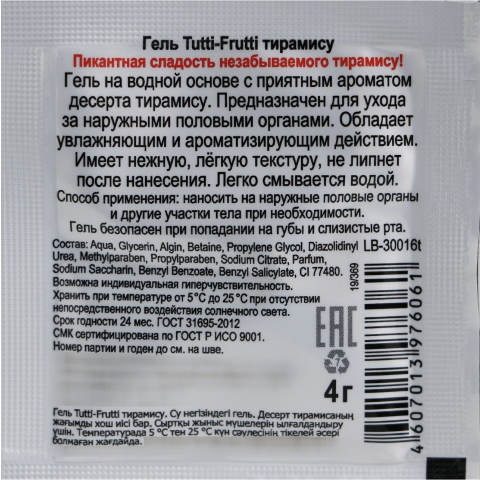 Гель Tutti-Frutti тирамису
Пикантная сладость незабываемого тирамису!
Гель на водной основе с приятным ароматом
десерта тирамису. Предназначен для ухода
за наружными половыми органами. Обладает
увлажняющим и ароматизирующим действием.
Имеет нежную, лёгкую текстуру, не липнет
после нанесения. Легко смывается водой.
Способ применения: наносить на наружные половые органы
и другие участки тела при необходимости.
Гель безопасен при попадании на губы и слизистые рта.
Состав: Aqua, Glycerin, Algin, Betaine, Propylene Glycol, Diazolidinyl
Urea, Methylparaben, Propylparaben, Sodium Citrate, Parfum,
Sodium Saccharin, Benzyl Benzoate, Benzyl Salicylate, CI 77480.
Возможна индивидуальная гиперчувствительность.
Хранить при температуре от 5°С до 25°С при отсутствии
непосредственного воздействия солнечного света.
Срок годности 24 мес. ГОСТ 31695-2012
СМК сертифицирована по ГОСТ Р ИСО 9001.
Номер партии и годен до см. на шве.
LB-30016t
19/369
EAC
7
4 г
4607013976061
Гель Tutti-Frutti тирамису. Су негізіндегі гель. Десерт тирамисаның
жағымды хош иісі бар. Сыртқы жыныс мүшелерін ылғалдандыру
үшін. Температурада 5 °С тен 25 °С күн сәулесінің тікелей әсері
болмаған жағдайда.